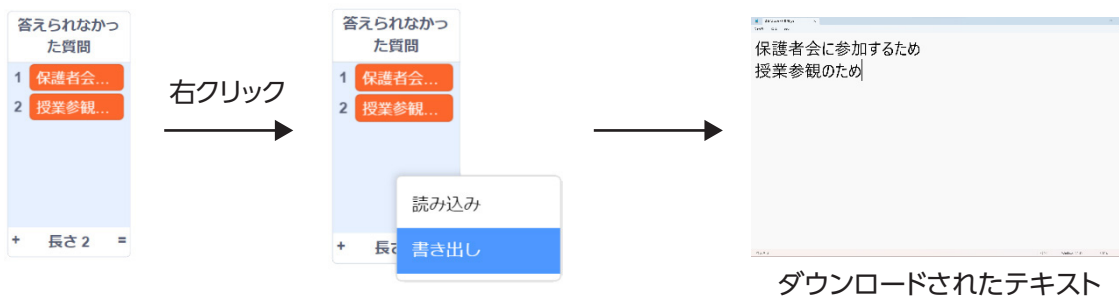 答えられなかっ
た質問
1 保護者会...
2 授業参観...
+ 長さ 2 =
右クリック
答えられなかっ
た質問
1 保護者会...
2 授業参観...
読み込み
+ 長
書き出し
保護者会に参加するため
授業参観のため
ダウンロードされたテキスト